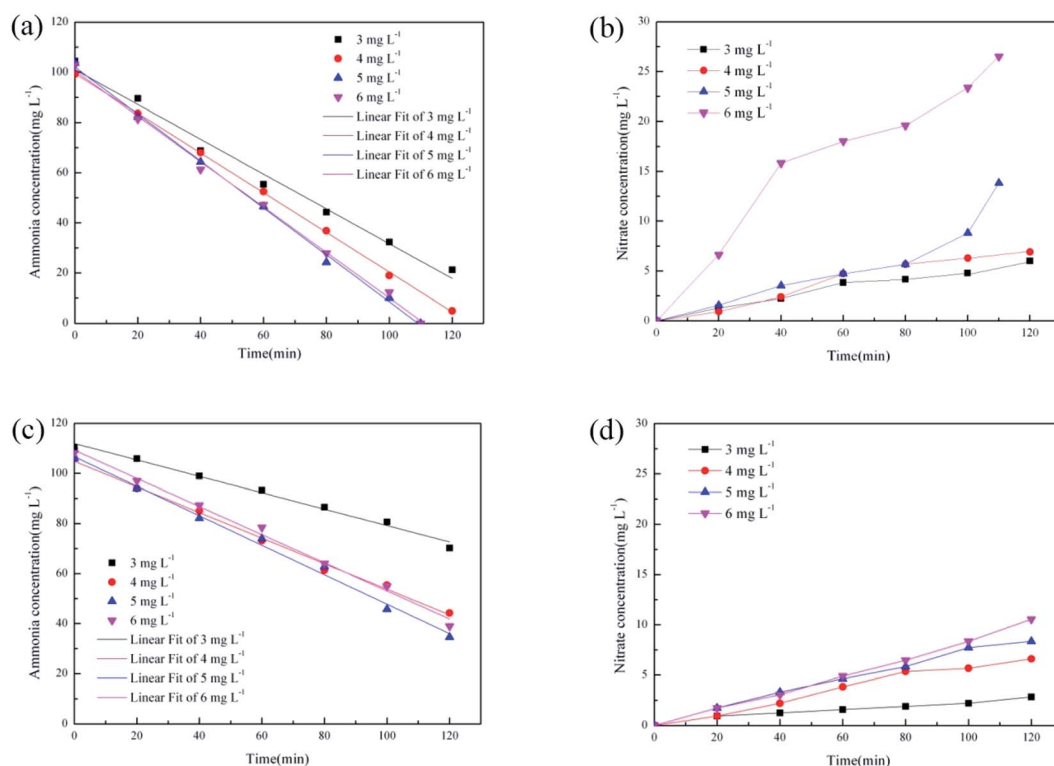 (a)
120
100
80
60
40
20
0
Ammonia concentration(mg L-1)
3 mg L-1
4 mg L-1
5 mg L-1
6 mg L-1
Linear Fit of 3 mg L-1
Linear Fit of 4 mg L-1
Linear Fit of 5 mg L-1
Linear Fit of 6 mg L-1
0 20 40 60 80 100 120
Time(min)
(b)
30
25
20
15
10
5
0
Nitrate concentration(mg L-1)
3 mg L-1
4 mg L-1
5 mg L-1
6 mg L-1
0 20 40 60 80 100 120
Time(min)
(c)
120
100
80
60
40
20
0
Ammonia concentration(mg L-1)
3 mg L-1
4 mg L-1
5 mg L-1
6 mg L-1
Linear Fit of 3 mg L-1
Linear Fit of 4 mg L-1
Linear Fit of 5 mg L-1
Linear Fit of 6 mg L-1
0 20 40 60 80 100 120
Time(min)
(d)
30
25
20
15
10
5
0
Nitrate concentration(mg L-1)
3 mg L-1
4 mg L-1
5 mg L-1
6 mg L-1
0 20 40 60 80 100 120
Time(min)